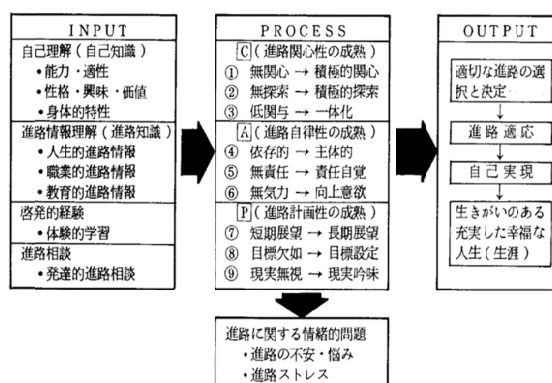 INPUT
自己理解(自己知識)
•能力・適性
•性格・興味・価値
•身体的特性
進路情報理解(進路知識)
•人生的進路情報
•職業的進路情報
•教育的進路情報
啓発的経験
•体験的学習
進路相談
•発達的進路相談
PROCESS
C(進路関心性の成熟)
① 無関心 → 積極的関心
② 無探索 → 積極的探索
③ 低関与 → 一体化
A(進路自律性の成熟)
④ 依存的 → 主体的
⑤ 無責任 → 責任自覚
⑥ 無気力 → 向上意欲
P(進路計画性の成熟)
⑦ 短期展望 → 長期展望
⑧ 目標欠如 → 目標設定
⑨ 現実無視 → 現実吟味
進路に関する情緒的問題
•進路の不安・悩み
•進路ストレス
OUTPUT
適切な進路の選
択と決定
進路適応
自己実現
生きがいのある
充実した幸福な
人生(生涯)